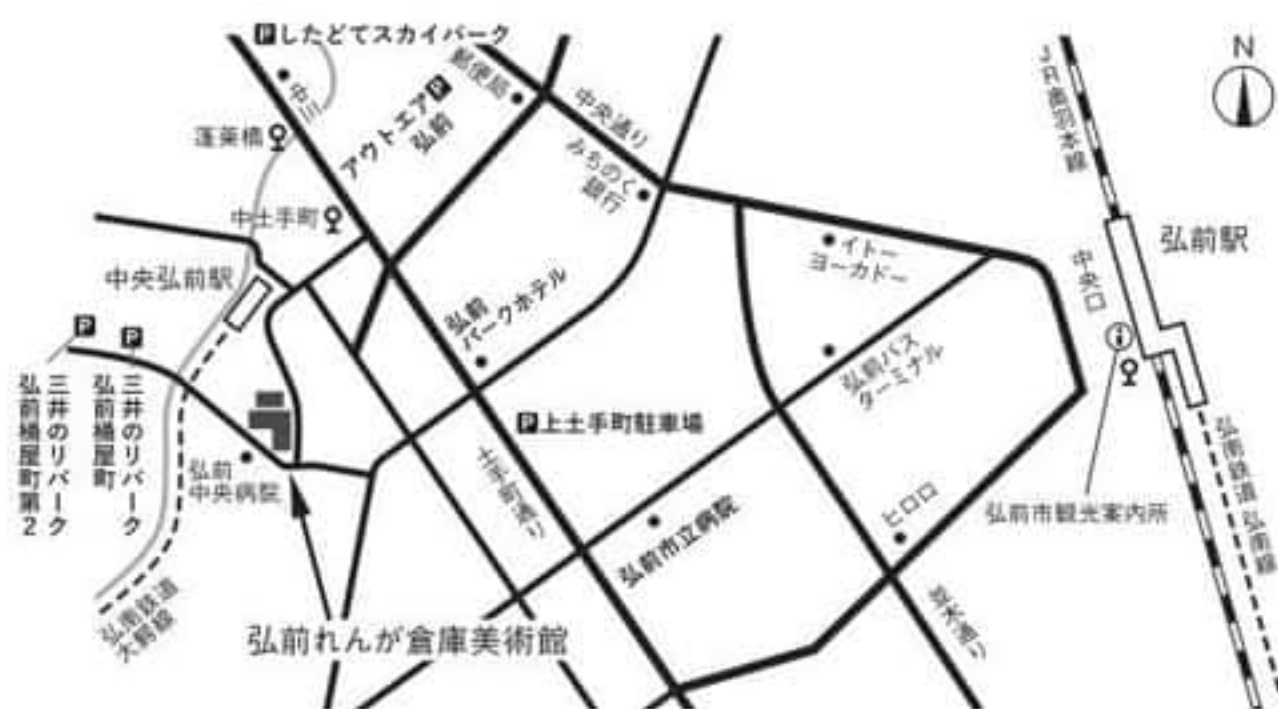 Pしたどてスカイパーク
中三
郵便局
アウトエアP
弘前
中央通り
みちのく
銀行
蓬莱橋
中土手町
中央弘前駅
弘前
パークホテル
イトー
ヨーカドー
JR奥羽本線
N
弘前駅
中央口
弘前バス
ターミナル
P
P
三井のリパーク
弘前桶屋町
三井のリパーク
弘前桶屋町第2
P上土手町駐車場
弘前
中央病院
土手町通り
弘前市立病院
ヒロロ
弘前市観光案内所
弘南鉄道 弘南線
弘南鉄道
大鰐線
弘前れんが倉庫美術館